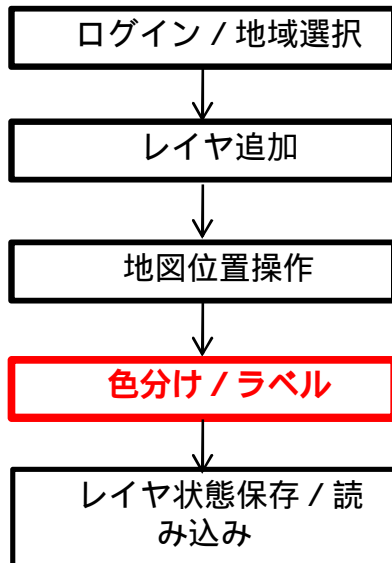 ログイン / 地域選択
レイヤ追加
地図位置操作
色分け / ラベル
レイヤ状態保存 / 読
み込み